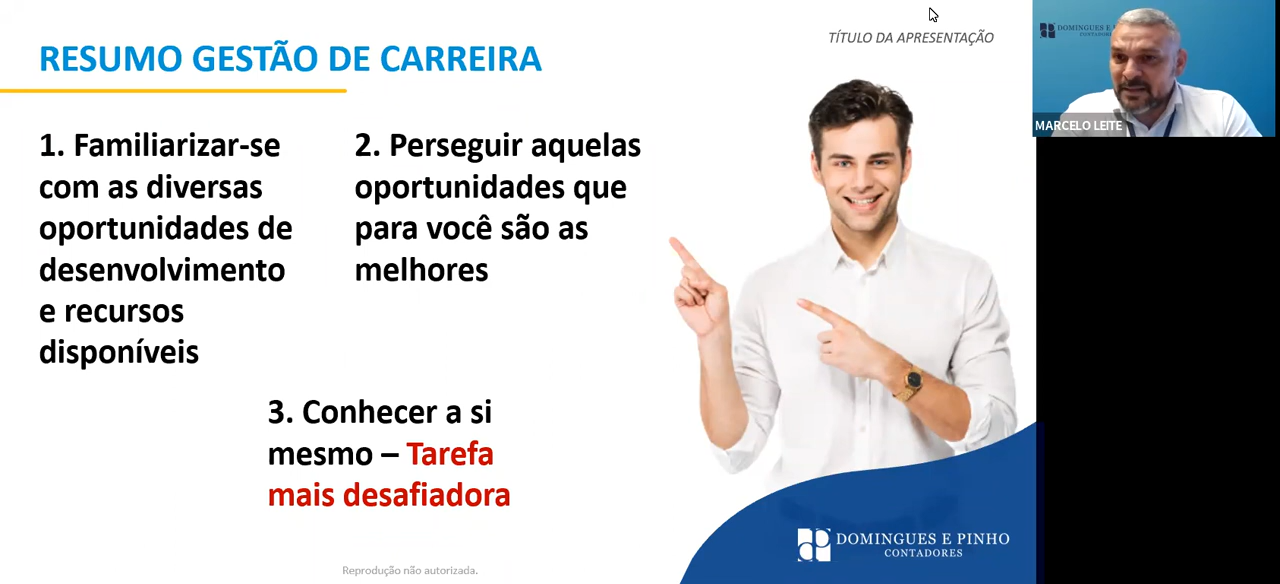 TÍTULO DA APRESENTAÇÃO
RESUMO GESTÃO DE CARREIRA
1. Familiarizar-se
com as diversas
oportunidades de
desenvolvimento
e recursos
disponíveis
2. Perseguir aquelas
oportunidades que
para você são as
melhores
3. Conhecer a si
mesmo – Tarefa
mais desafiadora
DOMINGUES E PINHO
CONTADORES
Reprodução não autorizada.
DOMINGUES E P
CONTADORES
MARCELO LEITE